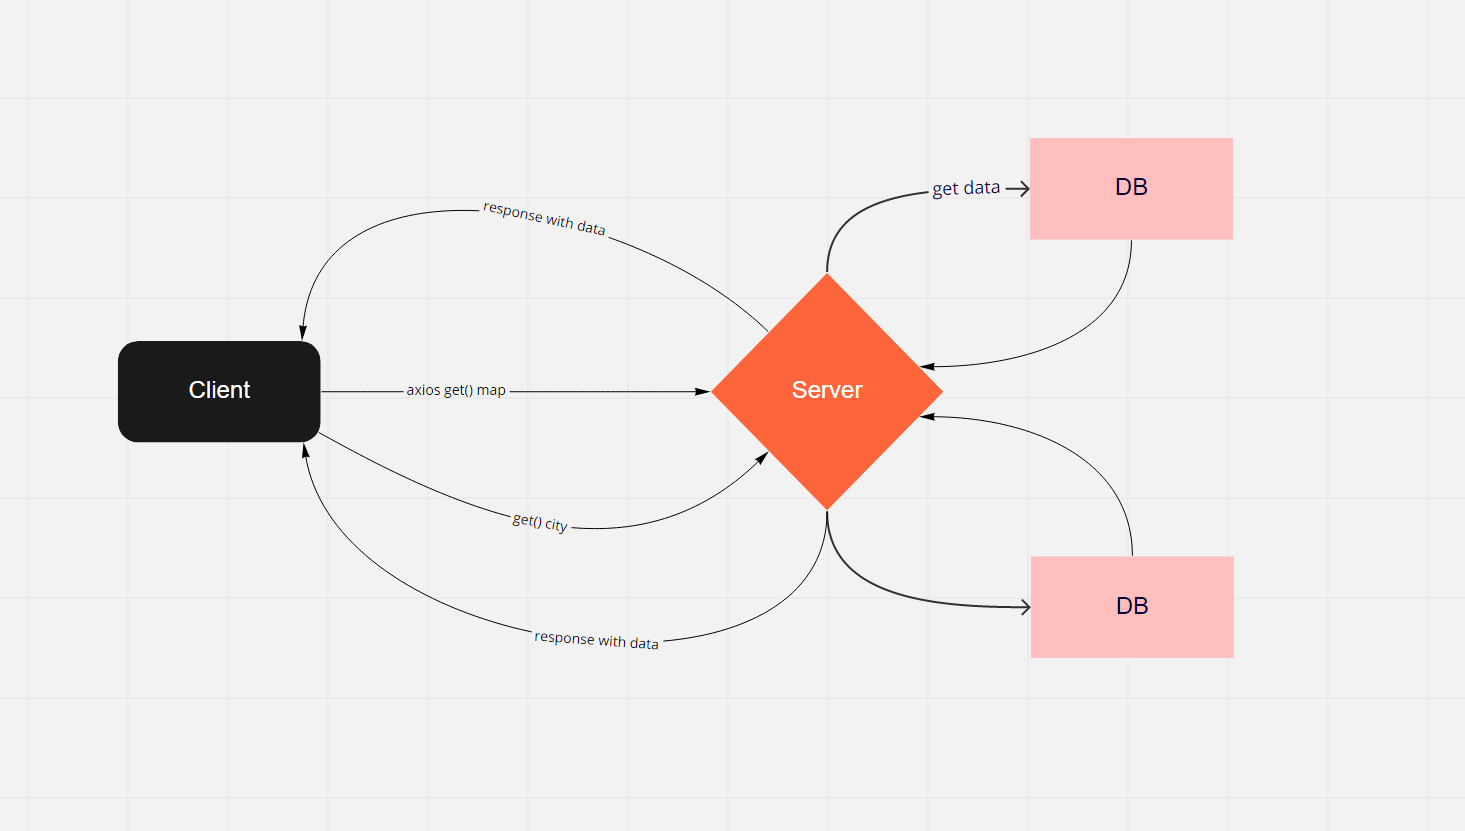 DB
get data
response with data
Client
axios get() map
Server
get() city
DB
response with data